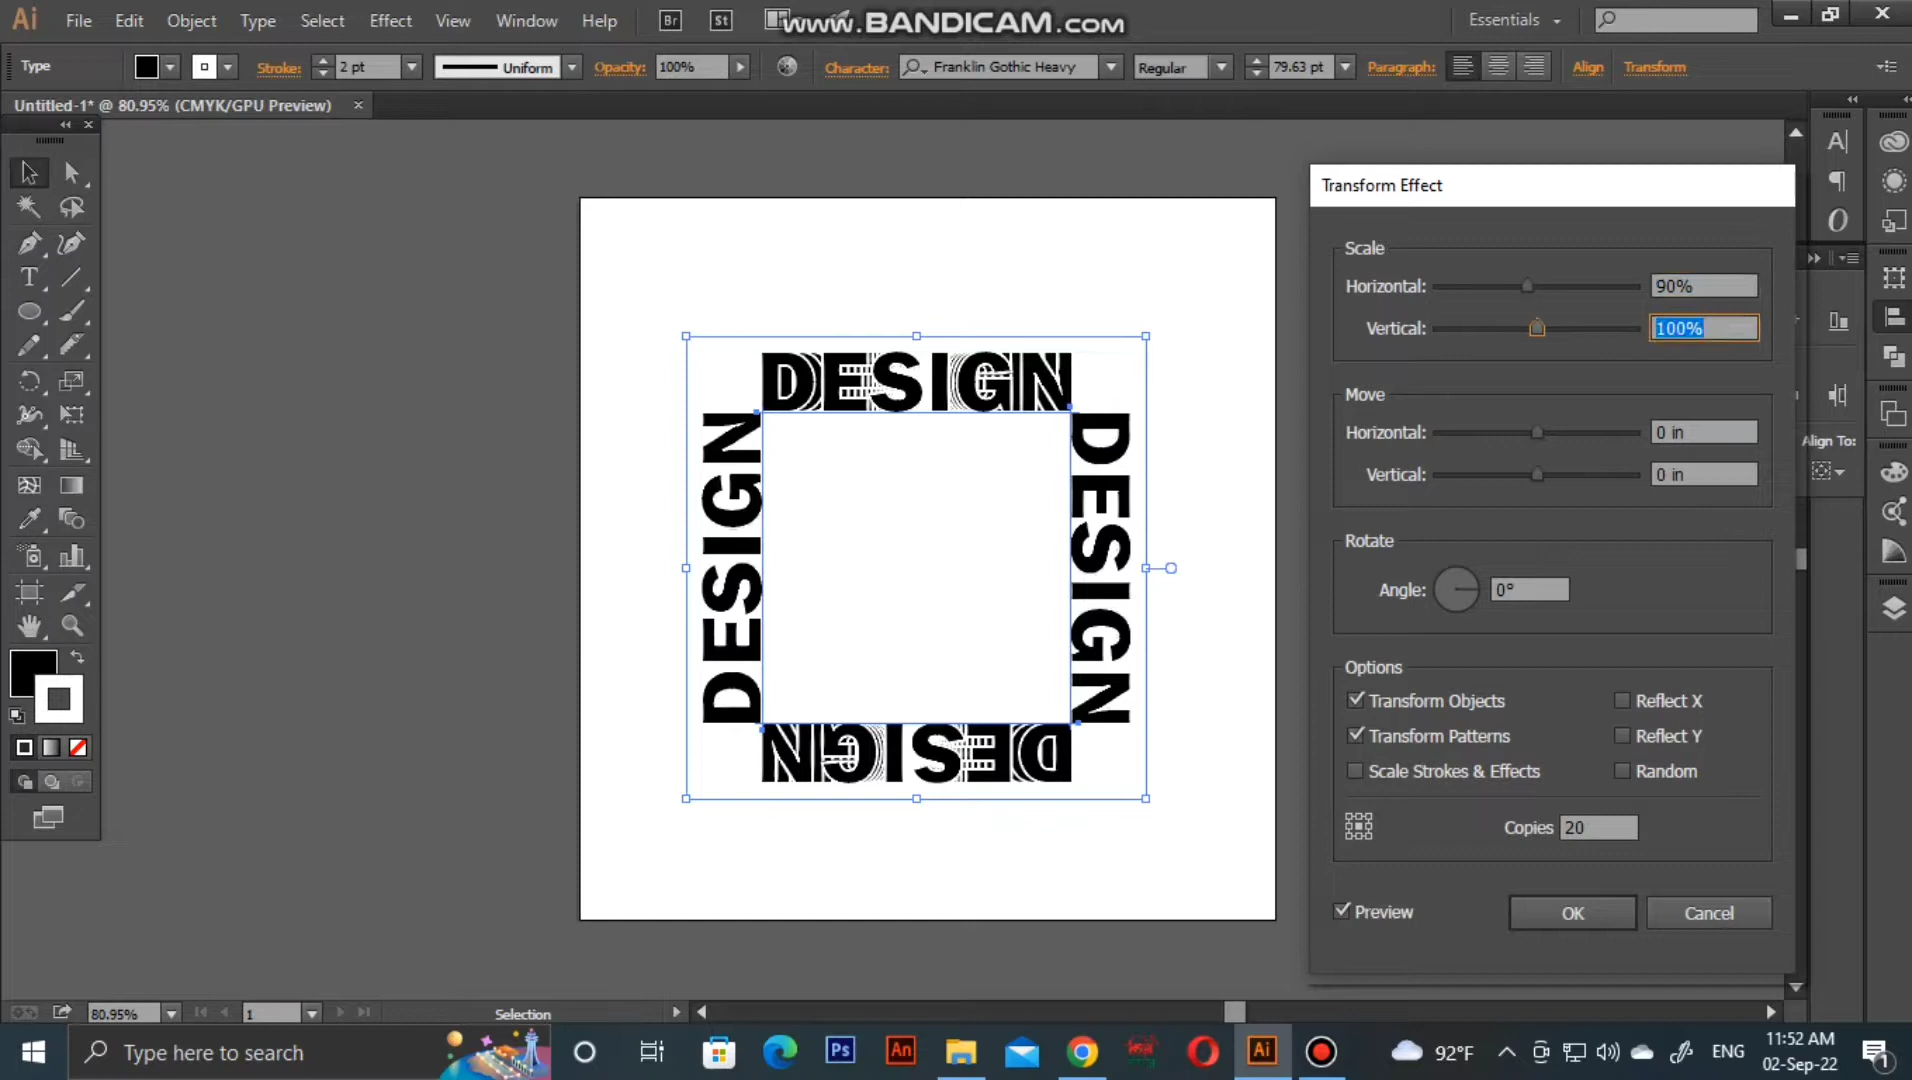 Ai File Edit Object Type Select Effect View Window Help Br St www.BANDICAM.com Essentials
Type Stroke: 2 pt Uniform Opacity: 100% Character: Franklin Gothic Heavy Regular 79.63 pt Paragraph: Align Transform
Untitled-1* @ 80.95% (CMYK/GPU Preview)
Transform Effect
Scale
Horizontal: 90%
Vertical: 100%
Move
Horizontal: 0 in
Vertical: 0 in
Align To:
Rotate
Angle: 0°
Options
Transform Objects Reflect X
Transform Patterns Reflect Y
Scale Strokes & Effects Random
Copies 20
Preview OK Cancel
DESIGN
DESIGN
DESIGN
DESIGN
80.95% 1 Selection
Type here to search Ps An Ai 92°F ENG 11:52 AM
02-Sep-22 1